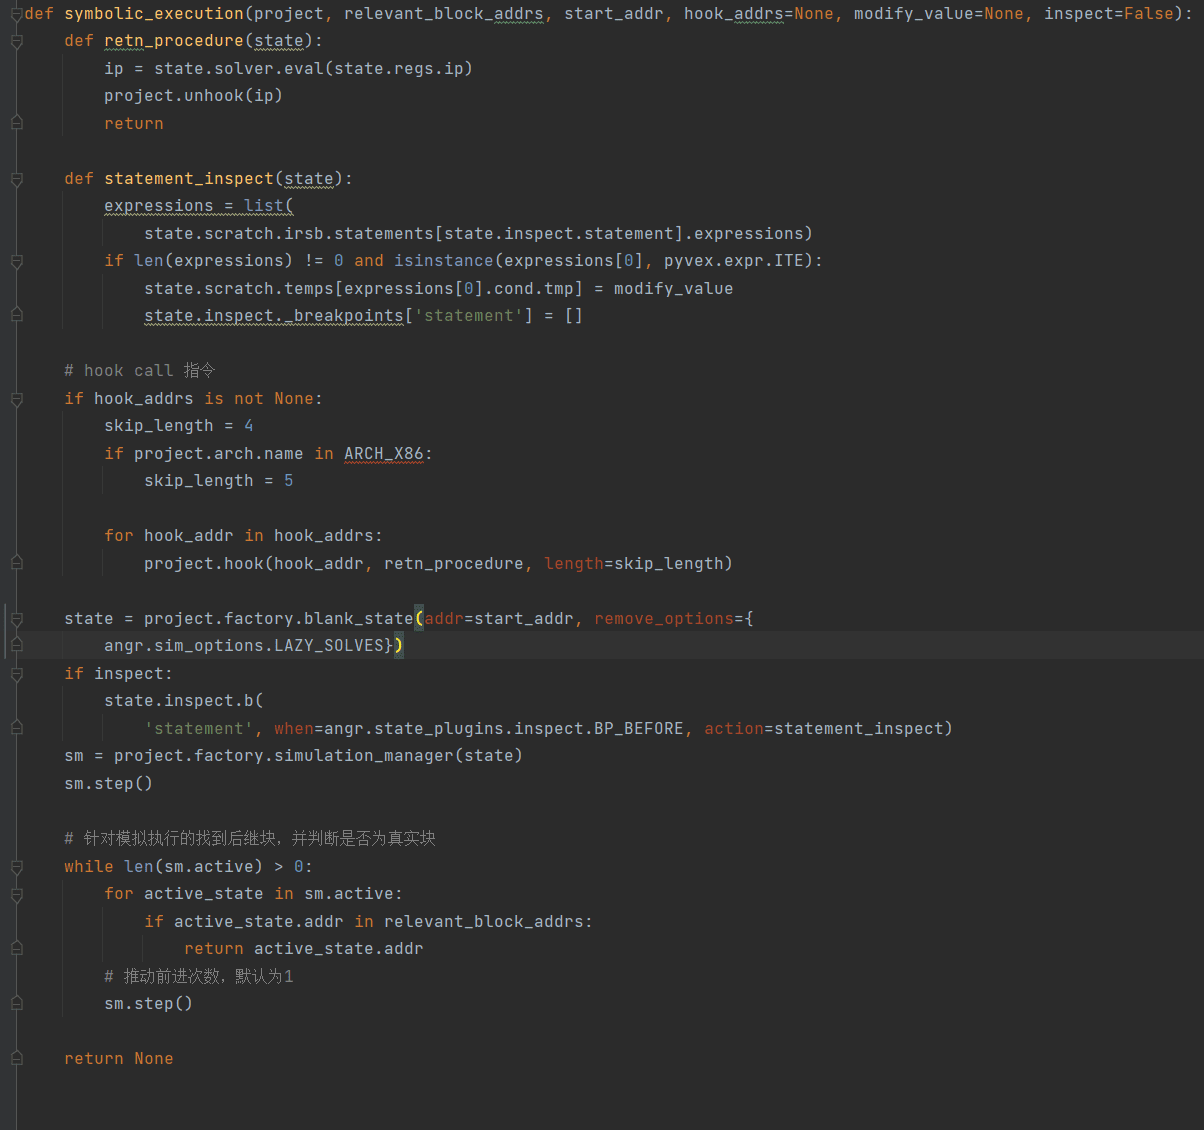 def symbolic_execution(project, relevant_block_addrs, start_addr, hook_addrs=None, modify_value=None, inspect=False):
    def retn_procedure(state):
        ip = state.solver.eval(state.regs.ip)
        project.unhook(ip)
        return

    def statement_inspect(state):
        expressions = list(
            state.scratch.irsb.statements[state.inspect.statement].expressions)
        if len(expressions) != 0 and isinstance(expressions[0], pyvex.expr.ITE):
            state.scratch.temps[expressions[0].cond.tmp] = modify_value
            state.inspect._breakpoints['statement'] = []

    # hook call 指令
    if hook_addrs is not None:
        skip_length = 4
        if project.arch.name in ARCH_X86:
            skip_length = 5

        for hook_addr in hook_addrs:
            project.hook(hook_addr, retn_procedure, length=skip_length)

    state = project.factory.blank_state(addr=start_addr, remove_options={
        angr.sim_options.LAZY_SOLVES})
    if inspect:
        state.inspect.b(
            'statement', when=angr.state_plugins.inspect.BP_BEFORE, action=statement_inspect)
    sm = project.factory.simulation_manager(state)
    sm.step()

    # 针对模拟执行的找到后继块，并判断是否为真实块
    while len(sm.active) > 0:
        for active_state in sm.active:
            if active_state.addr in relevant_block_addrs:
                return active_state.addr
        # 推动前进次数，默认为1
        sm.step()

    return None